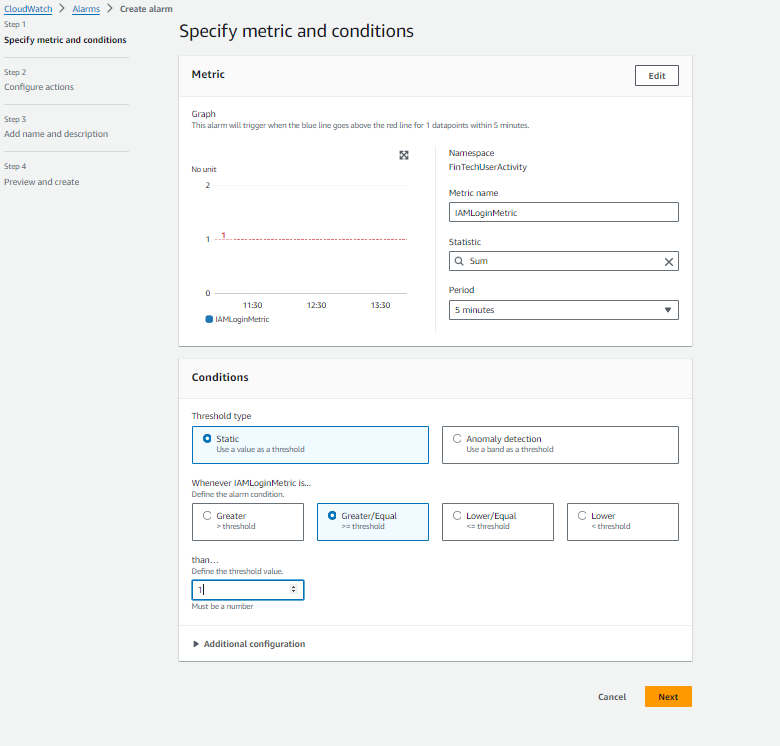 CloudWatch > Alarms > Create alarm
Step 1
Specify metric and conditions
Step 2
Configure actions
Step 3
Add name and description
Step 4
Preview and create
Specify metric and conditions
Metric
Edit
Graph
This alarm will trigger when the blue line goes above the red line for 1 datapoints within 5 minutes.
No unit
2
1
1
0
11:30 12:30 13:30
IAMLoginMetric
Namespace
FinTechUserActivity
Metric name
IAMLoginMetric
Statistic
Sum
Period
5 minutes
Conditions
Threshold type
Static
Use a value as a threshold
Anomaly detection
Use a band as a threshold
Whenever IAMLoginMetric is...
Define the alarm condition.
Greater
> threshold
Greater/Equal
>= threshold
Lower/Equal
<= threshold
Lower
< threshold
than...
Define the threshold value.
1
Must be a number
Additional configuration
Cancel
Next